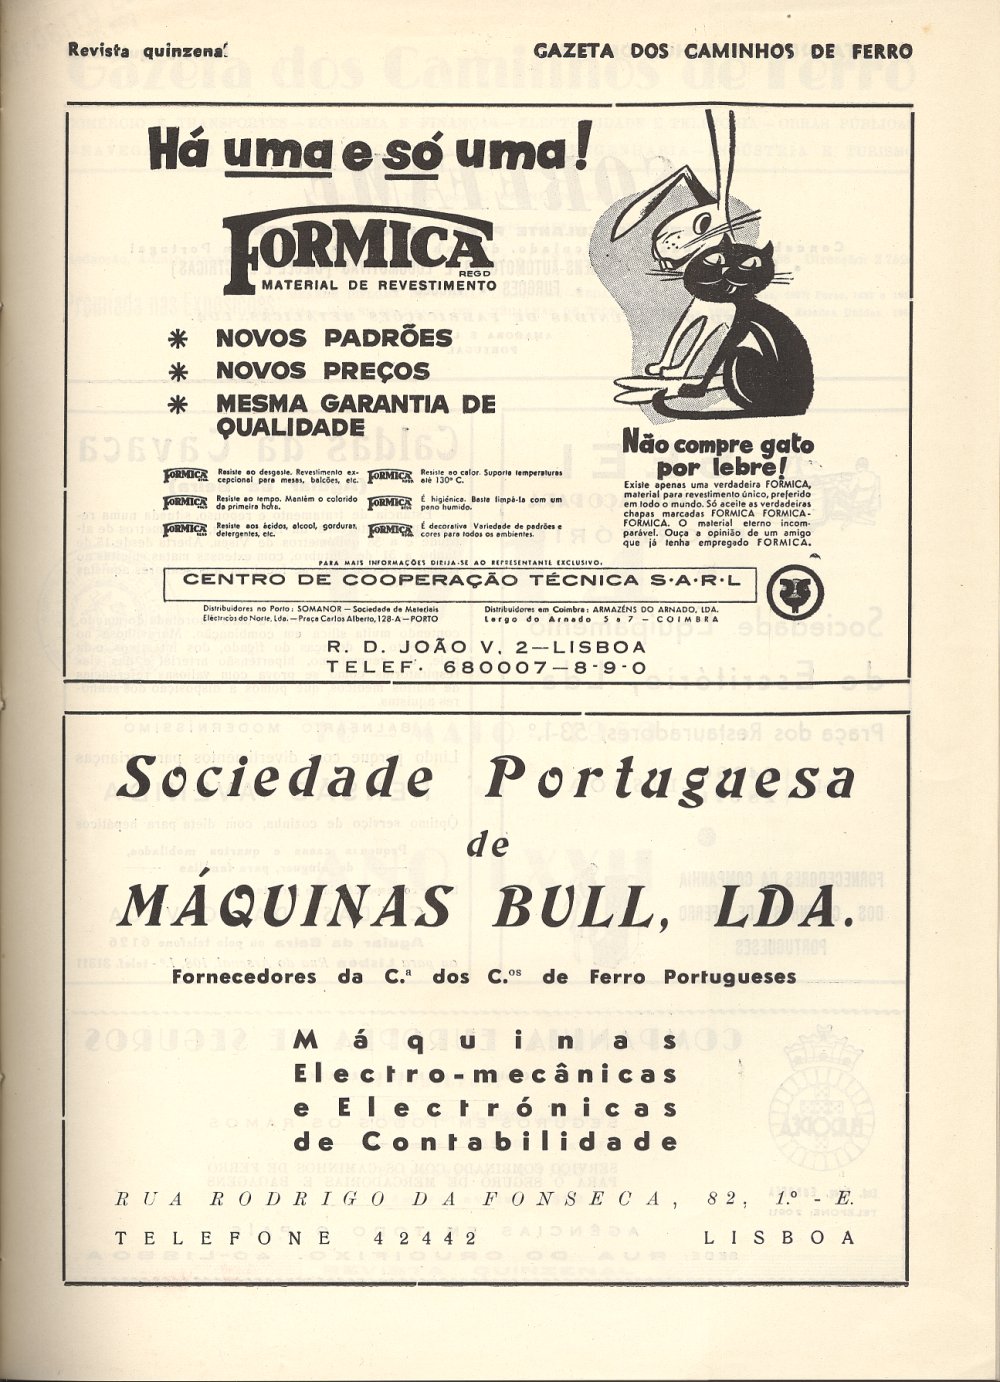 Revista quinzenal
GAZETA DOS CAMINHOS DE FERRO
Há uma e só uma!
FORMICA
REGD
MATERIAL DE REVESTIMENTO
* NOVOS PADRÕES
* NOVOS PREÇOS
* MESMA GARANTIA DE
QUALIDADE
FORMICA Resiste ao desgaste. Revestimento ex-
cepcional para mesas, balcões, etc.
FORMICA Resiste ao tempo. Mantém o colorido
da primeira hora.
FORMICA Resiste aos ácidos, alcool, gorduras,
detergentes, etc.
FORMICA Resiste ao calor. Suporta temperaturas
até 130° C.
FORMICA É higiénica. Basta limpá-la com um
pano humido.
FORMICA É decorativa Variedade de padrões e
cores para todos os ambientes.
Não compre gato
por lebre!
Existe apenas uma verdadeira FORMICA,
material para revestimento único, preferido
em todo o mundo. Só aceite as verdadeiras
chapas marcadas FORMICA FORMICA-
FORMICA. O material eterno incom-
parável. Ouça a opinião de um amigo
que já tenha empregado FORMICA.
PARA MAIS INFORMAÇÕES DIRIJA-SE AO REPRESENTANTE EXCLUSIVO.
CENTRO DE COOPERAÇÃO TÉCNICA S·A·R·L
Distribuidores no Porto: SOMANOR — Sociedade de Materiais
Eléctricos do Norte, Lda. — Praça Carlos Alberto, 128-A — PORTO
Distribuidores em Coimbra: ARMAZÉNS DO ARNADO, LDA.
Largo do Arnado 5 a 7 — COIMBRA
R. D. JOÃO V, 2—LISBOA
TELEF. 680007-8-9-0
Sociedade Portuguesa
de
MÁQUINAS BULL, LDA.
Fornecedores da C.ª dos C.os de Ferro Portugueses
Máquinas
Electro-mecânicas
e Electrónicas
de Contabilidade
RUA RODRIGO DA FONSECA, 82, 1.º - E.
TELEFONE 42442 LISBOA